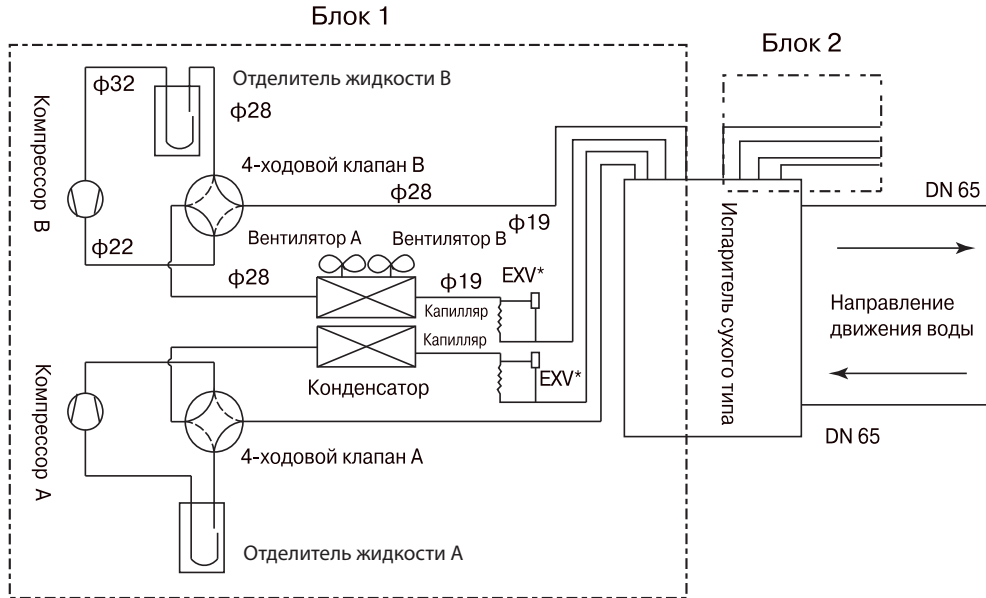 Блок 1
Блок 2
Компрессор В
ф32
Отделитель жидкости В
ф28
4-ходовой клапан В
ф28
ф22
Вентилятор А
Вентилятор В
ф19
ф28
ф19
EXV*
Капилляр
Капилляр
EXV*
Конденсатор
Компрессор А
4-ходовой клапан А
Отделитель жидкости А
Испаритель сухого типа
DN 65
Направление
движения воды
DN 65